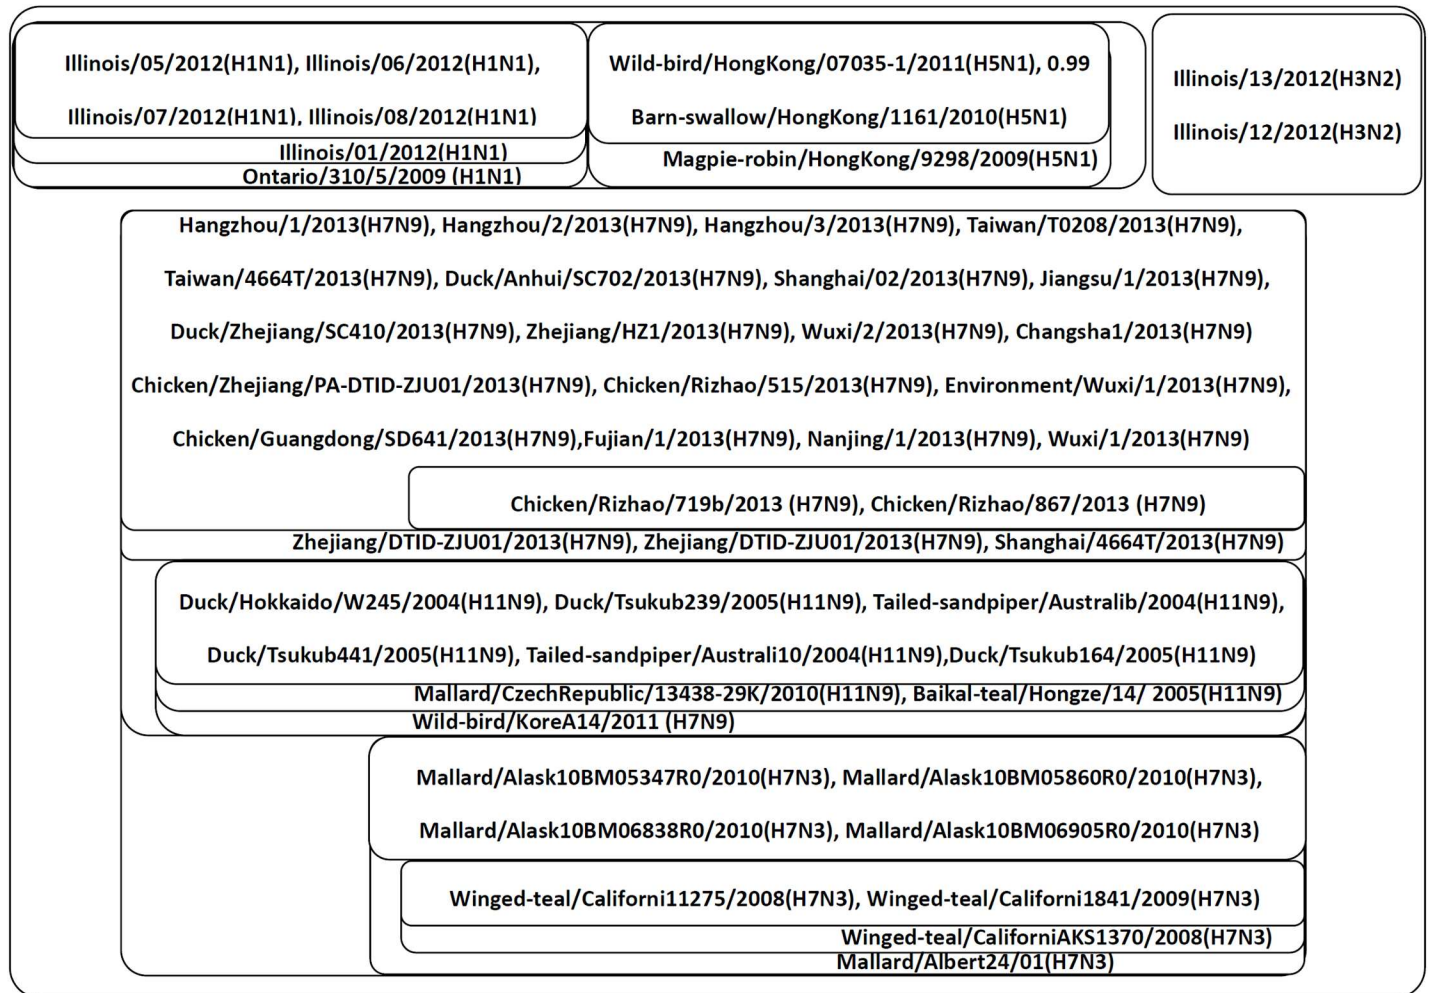 Illinois/05/2012(H1N1), Illinois/06/2012(H1N1),
Illinois/07/2012(H1N1), Illinois/08/2012(H1N1)
Illinois/01/2012(H1N1)
Ontario/310/5/2009 (H1N1)
Wild-bird/HongKong/07035-1/2011(H5N1), 0.99
Barn-swallow/HongKong/1161/2010(H5N1)
Magpie-robin/HongKong/9298/2009(H5N1)
Illinois/13/2012(H3N2)
Illinois/12/2012(H3N2)
Hangzhou/1/2013(H7N9), Hangzhou/2/2013(H7N9), Hangzhou/3/2013(H7N9), Taiwan/T0208/2013(H7N9),
Taiwan/4664T/2013(H7N9), Duck/Anhui/SC702/2013(H7N9), Shanghai/02/2013(H7N9), Jiangsu/1/2013(H7N9),
Duck/Zhejiang/SC410/2013(H7N9), Zhejiang/HZ1/2013(H7N9), Wuxi/2/2013(H7N9), Changsha1/2013(H7N9)
Chicken/Zhejiang/PA-DTID-ZJU01/2013(H7N9), Chicken/Rizhao/515/2013(H7N9), Environment/Wuxi/1/2013(H7N9),
Chicken/Guangdong/SD641/2013(H7N9),Fujian/1/2013(H7N9), Nanjing/1/2013(H7N9), Wuxi/1/2013(H7N9)
Chicken/Rizhao/719b/2013 (H7N9), Chicken/Rizhao/867/2013 (H7N9)
Zhejiang/DTID-ZJU01/2013(H7N9), Zhejiang/DTID-ZJU01/2013(H7N9), Shanghai/4664T/2013(H7N9)
Duck/Hokkaido/W245/2004(H11N9), Duck/Tsukub239/2005(H11N9), Tailed-sandpiper/Australib/2004(H11N9),
Duck/Tsukub441/2005(H11N9), Tailed-sandpiper/Australi10/2004(H11N9),Duck/Tsukub164/2005(H11N9)
Mallard/CzechRepublic/13438-29K/2010(H11N9), Baikal-teal/Hongze/14/ 2005(H11N9)
Wild-bird/KoreA14/2011 (H7N9)
Mallard/Alask10BM05347R0/2010(H7N3), Mallard/Alask10BM05860R0/2010(H7N3),
Mallard/Alask10BM06838R0/2010(H7N3), Mallard/Alask10BM06905R0/2010(H7N3)
Winged-teal/Californi11275/2008(H7N3), Winged-teal/Californi1841/2009(H7N3)
Winged-teal/CaliforniAKS1370/2008(H7N3)
Mallard/Albert24/01(H7N3)